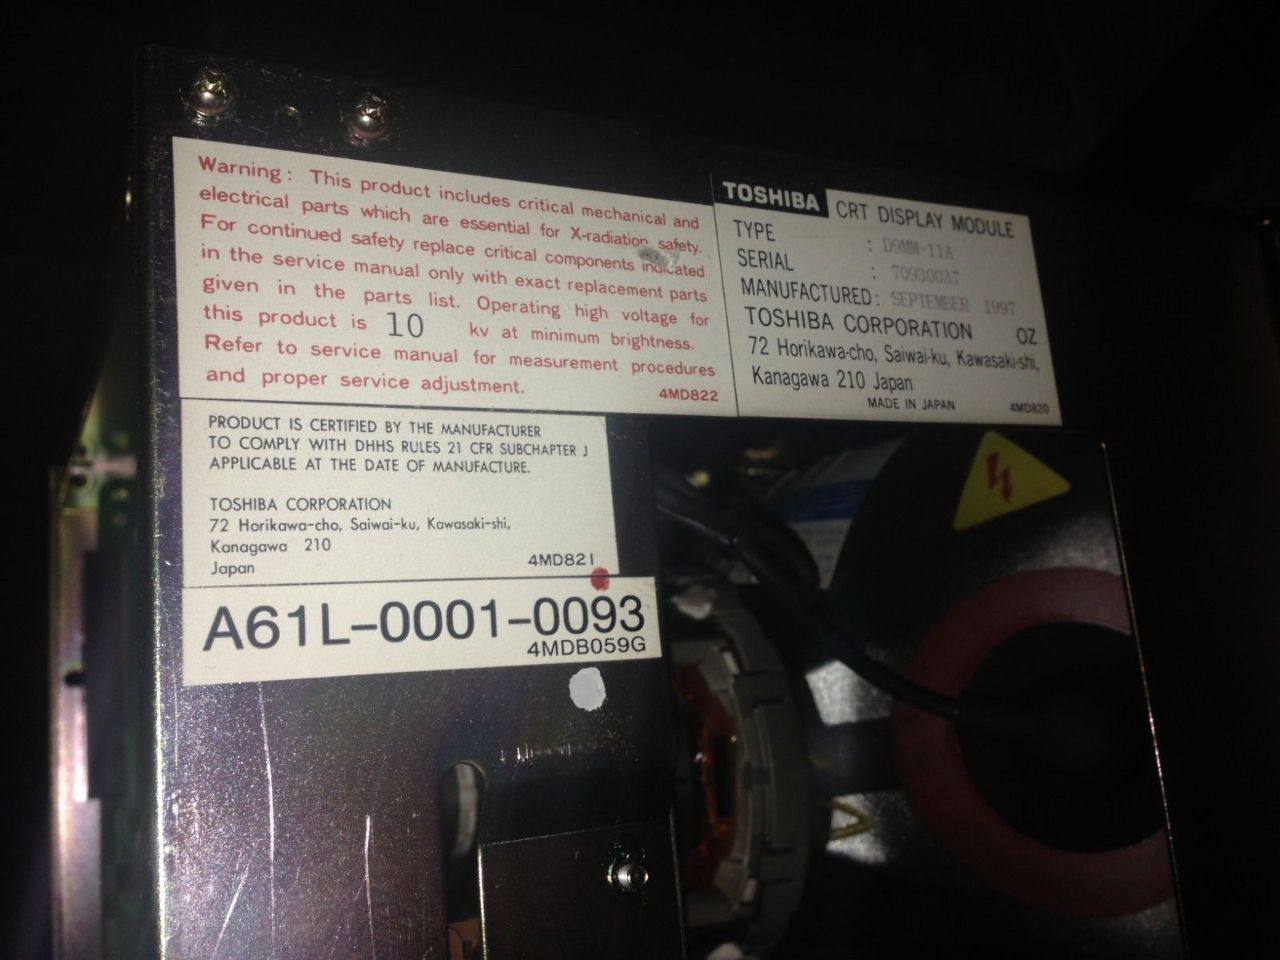 Warning: This product includes critical mechanical and
electrical parts which are essential for X-radiation safety.
For continued safety replace critical components indicated
in the service manual only with exact replacement parts
given in the parts list. Operating high voltage for
this product is 10 kv at minimum brightness.
Refer to service manual for measurement procedures
and proper service adjustment.
4MD822
TOSHIBA CRT DISPLAY MODULE
TYPE : D9MM-11A
SERIAL : 70930037
MANUFACTURED: SEPTEMBER 1997
TOSHIBA CORPORATION OZ
72 Horikawa-cho, Saiwai-ku, Kawasaki-shi,
Kanagawa 210 Japan
MADE IN JAPAN 4MD820
PRODUCT IS CERTIFIED BY THE MANUFACTURER
TO COMPLY WITH DHHS RULES 21 CFR SUBCHAPTER J
APPLICABLE AT THE DATE OF MANUFACTURE.
TOSHIBA CORPORATION
72 Horikawa-cho, Saiwai-ku, Kawasaki-shi,
Kanagawa 210
Japan 4MD821
A61L-0001-0093
4MDB059G